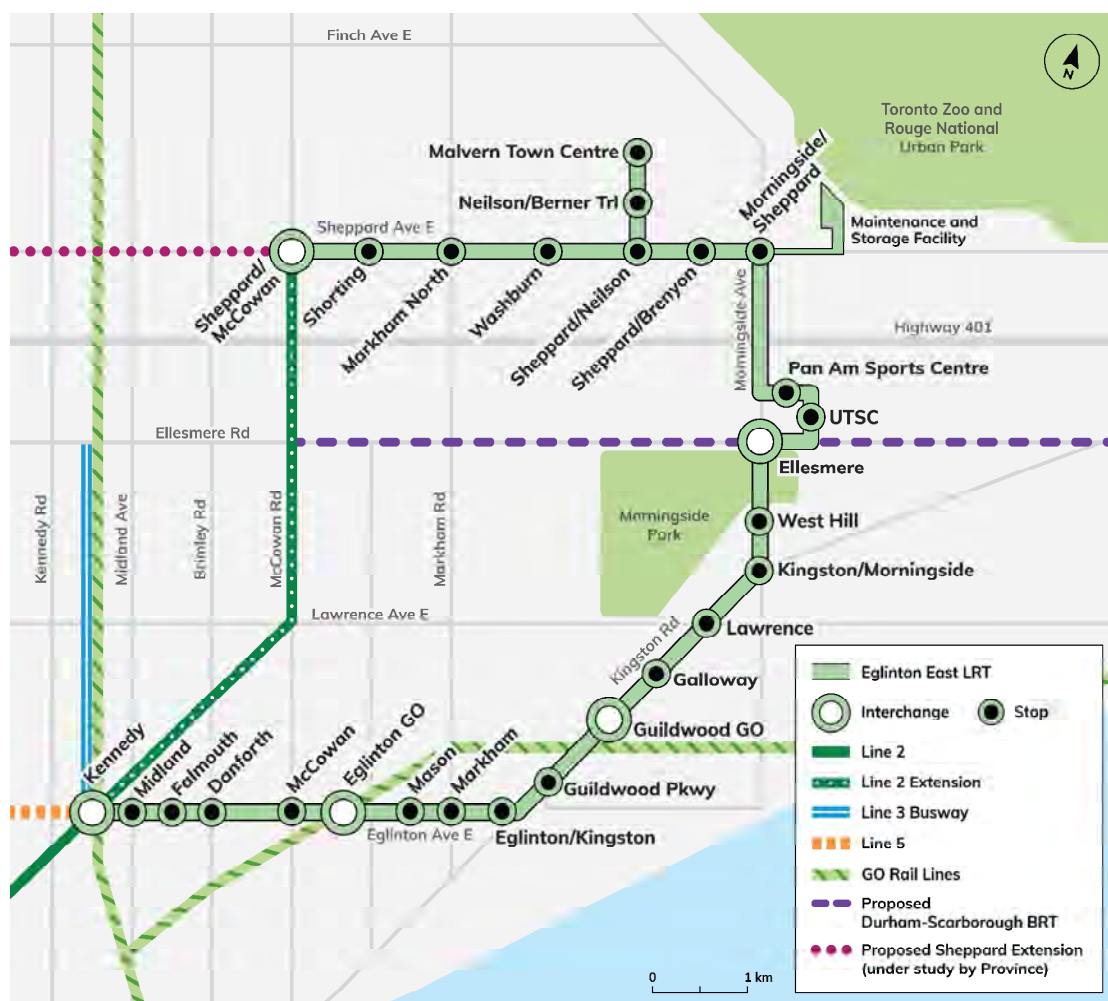 Finch Ave E
N
Toronto Zoo and
Rouge National
Urban Park
Malvern Town Centre
Neilson/Berner Trl
Morningside/
Sheppard
Maintenance and
Storage Facility
Sheppard Ave E
Sheppard/
McCowan
Shorting
Markham North
Washburn
Sheppard/Neilson
Sheppard/Brenyon
Morningside Ave
Highway 401
Pan Am Sports Centre
UTSC
Ellesmere Rd
Ellesmere
Kennedy Rd
Midland Ave
Brimley Rd
McCowan Rd
Markham Rd
Morningside
Park
West Hill
Kingston/Morningside
Lawrence Ave E
Lawrence
Kingston Rd
Galloway
Guildwood GO
Kennedy
Midland
Falmouth
Danforth
McCowan
Eglinton GO
Mason
Markham
Guildwood Pkwy
Eglinton Ave E
Eglinton/Kingston
Eglinton East LRT
Interchange
Stop
Line 2
Line 2 Extension
Line 3 Busway
Line 5
GO Rail Lines
Proposed
Durham-Scarborough BRT
Proposed Sheppard Extension
(under study by Province)
0
1 km